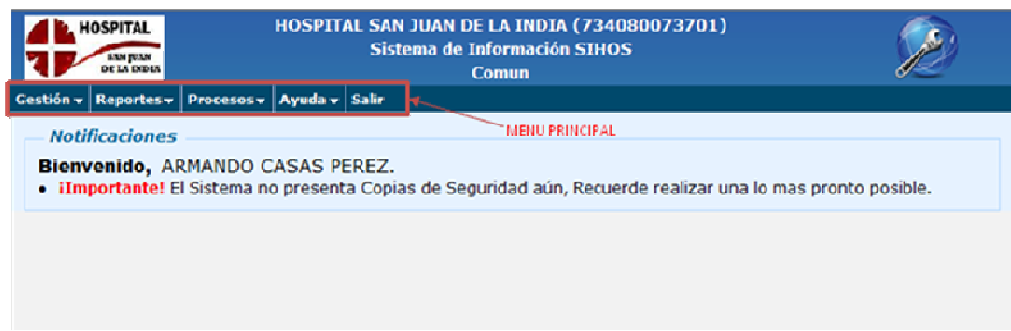 HOSPITAL
SAN JUAN
DE LA INDIA
HOSPITAL SAN JUAN DE LA INDIA (734080073701)
Sistema de Información SIHOS
Comun
Gestión Reportes Procesos Ayuda Salir
MENU PRINCIPAL
Notificaciones
Bienvenido, ARMANDO CASAS PEREZ.
• ¡Importante! El Sistema no presenta Copias de Seguridad aún, Recuerde realizar una lo mas pronto posible.